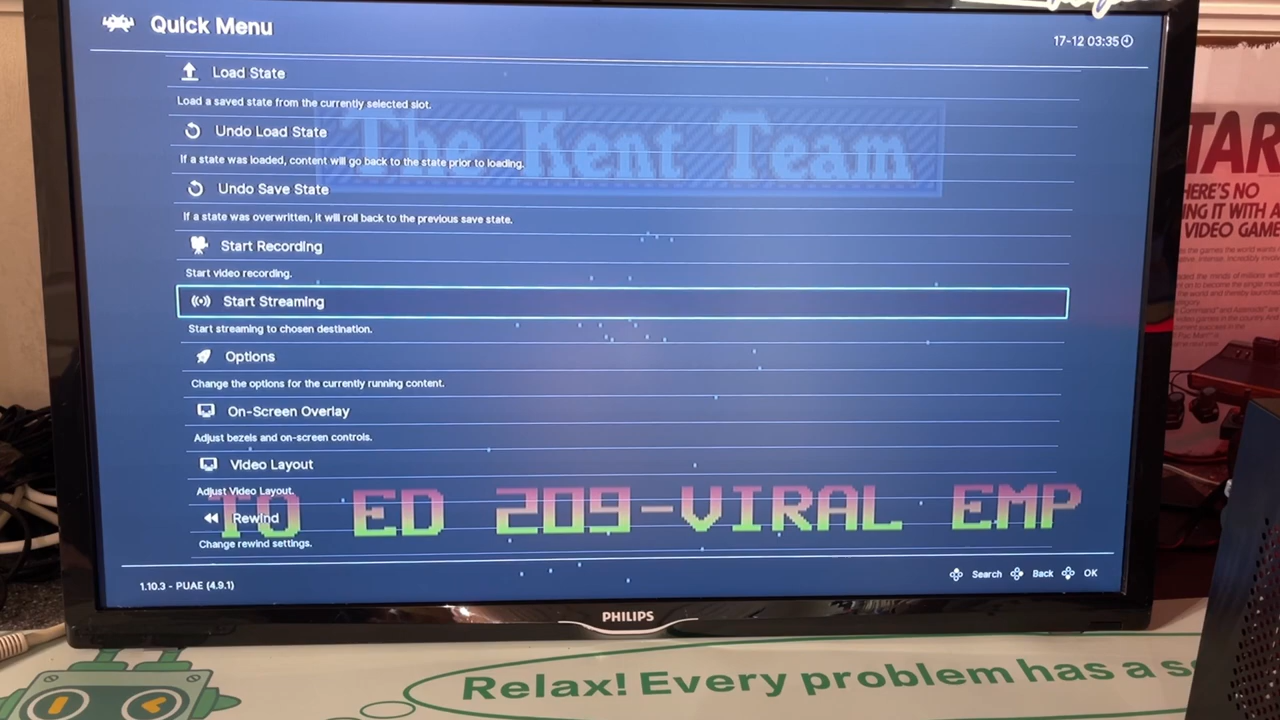 Quick Menu
17-12 03:35
Load State
Load a saved state from the currently selected slot.
The Kent Team
Undo Load State
If a state was loaded, content will go back to the state prior to loading.
Undo Save State
If a state was overwritten, it will roll back to the previous save state.
Start Recording
Start video recording.
Start Streaming
Start streaming to chosen destination.
Options
Change the options for the currently running content.
On-Screen Overlay
Adjust bezels and on-screen controls.
Video Layout
Adjust Video Layout.
TO ED 209-VIRAL EMP
Rewind
Change rewind settings.
1.10.3 - PUAE (4.9.1)
Search Back OK
PHILIPS
TAR
HERE'S NO
ING IT WITH A
VIDEO GAME
Relax! Every problem has a s